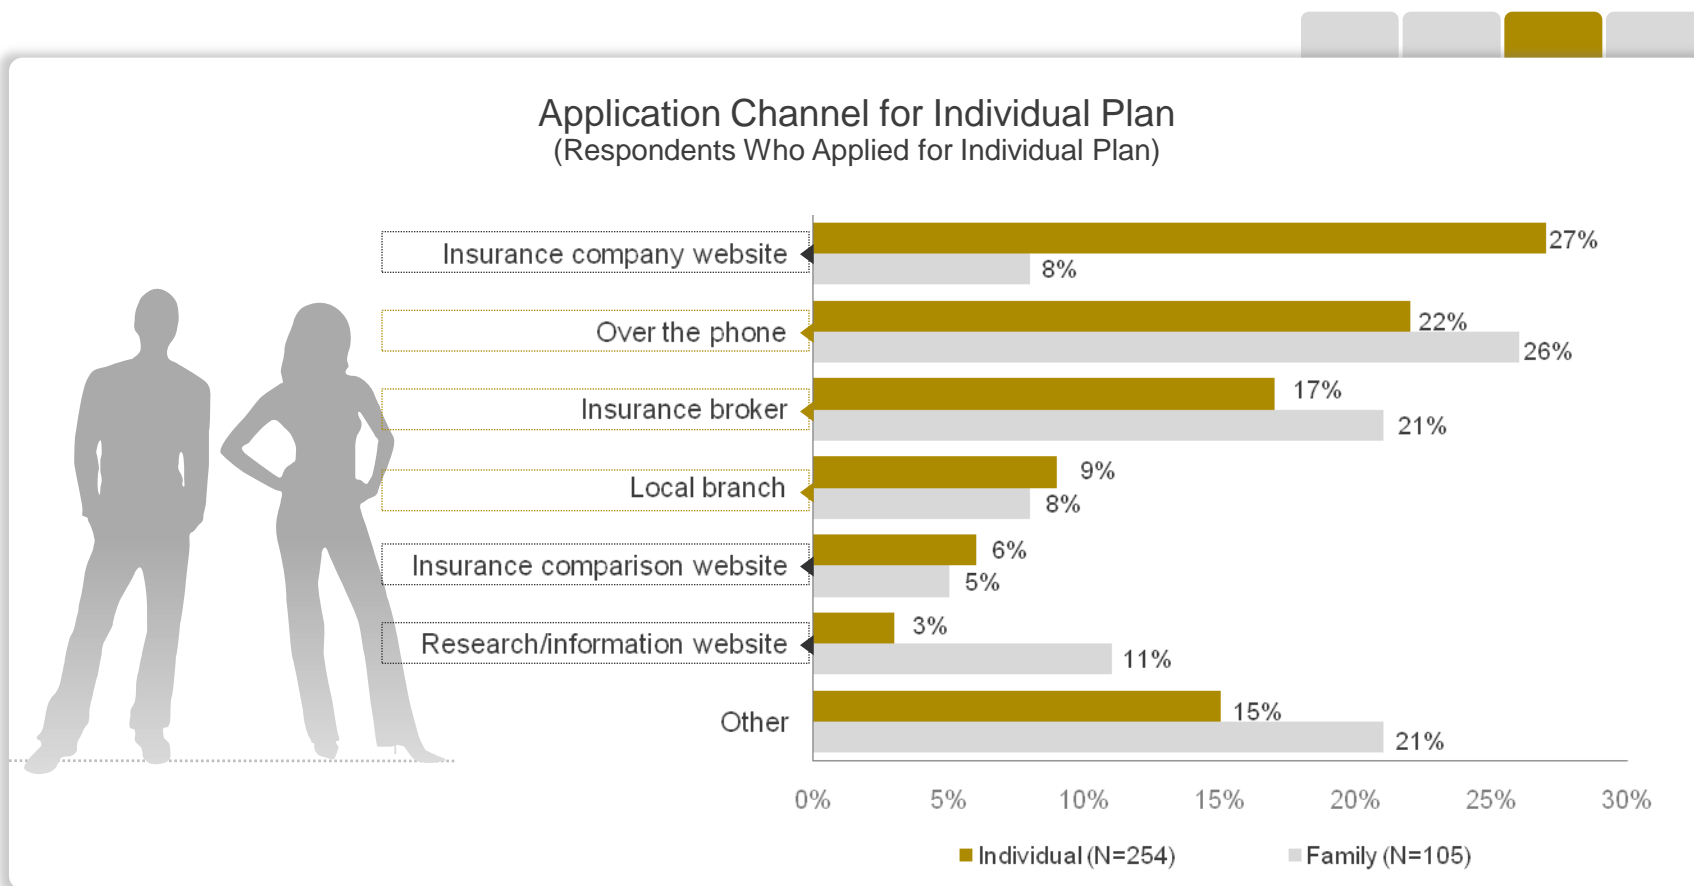 Application Channel for Individual Plan
(Respondents Who Applied for Individual Plan)
Insurance company website
27%
8%
Over the phone
22%
26%
Insurance broker
17%
21%
Local branch
9%
8%
Insurance comparison website
6%
5%
Research/information website
3%
11%
Other
15%
21%
0% 5% 10% 15% 20% 25% 30%
Individual (N=254) Family (N=105)